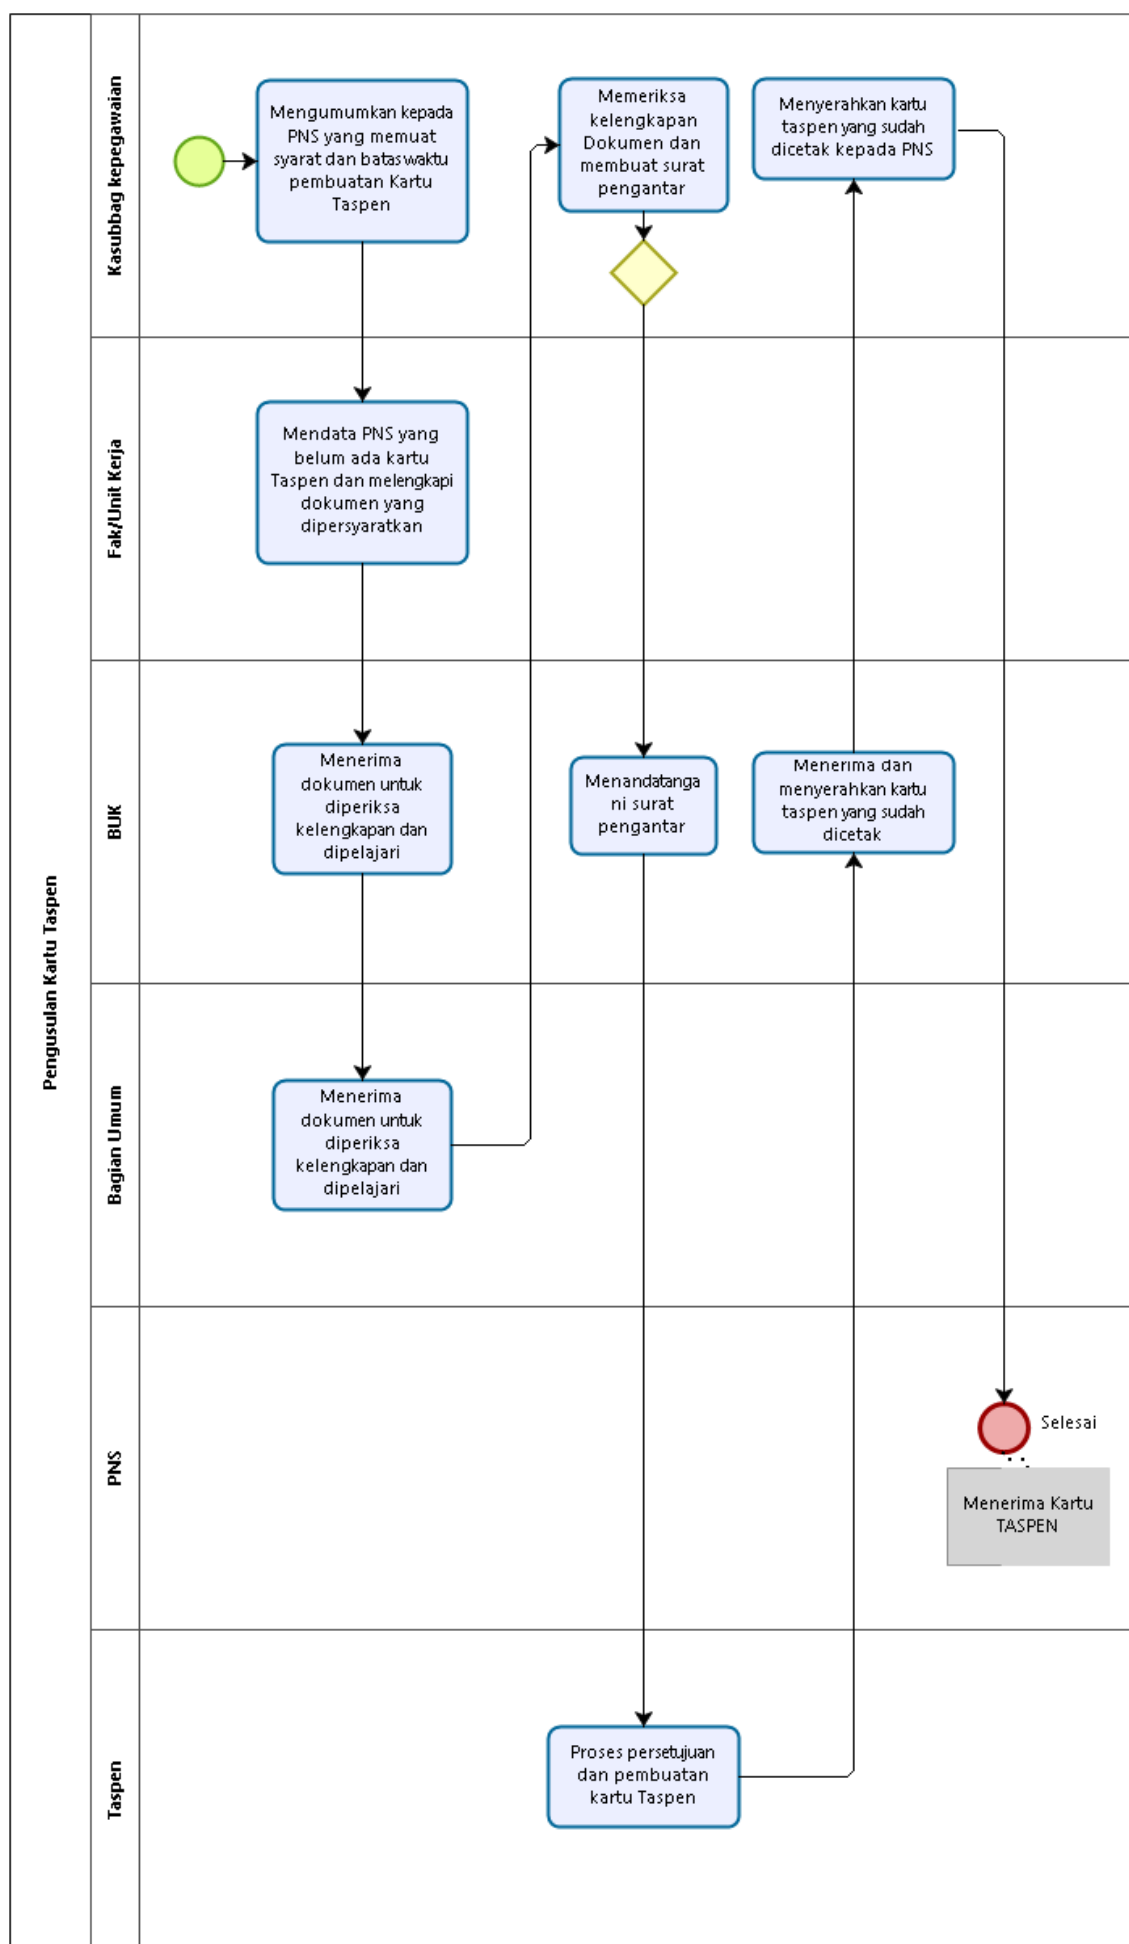 Pengusulan Kartu Taspen
Kasubbag kepegawaian
Mengumumkan kepada
PNS yang memuat
syarat dan batas waktu
pembuatan Kartu
Taspen
Memeriksa
kelengkapan
Dokumen dan
membuat surat
pengantar
Menyerahkan kartu
taspen yang sudah
dicetak kepada PNS
Fak/Unit Kerja
Mendata PNS yang
belum ada kartu
Taspen dan melengkapi
dokumen yang
dipersyaratkan
BUK
Menerima
dokumen untuk
diperiksa
kelengkapan dan
dipelajari
Menandatanga
ni surat
pengantar
Menerima dan
menyerahkan kartu
taspen yang sudah
dicetak
Bagian Umum
Menerima
dokumen untuk
diperiksa
kelengkapan dan
dipelajari
PNS
Selesai
Menerima Kartu
TASPEN
Taspen
Proses persetujuan
dan pembuatan
kartu Taspen